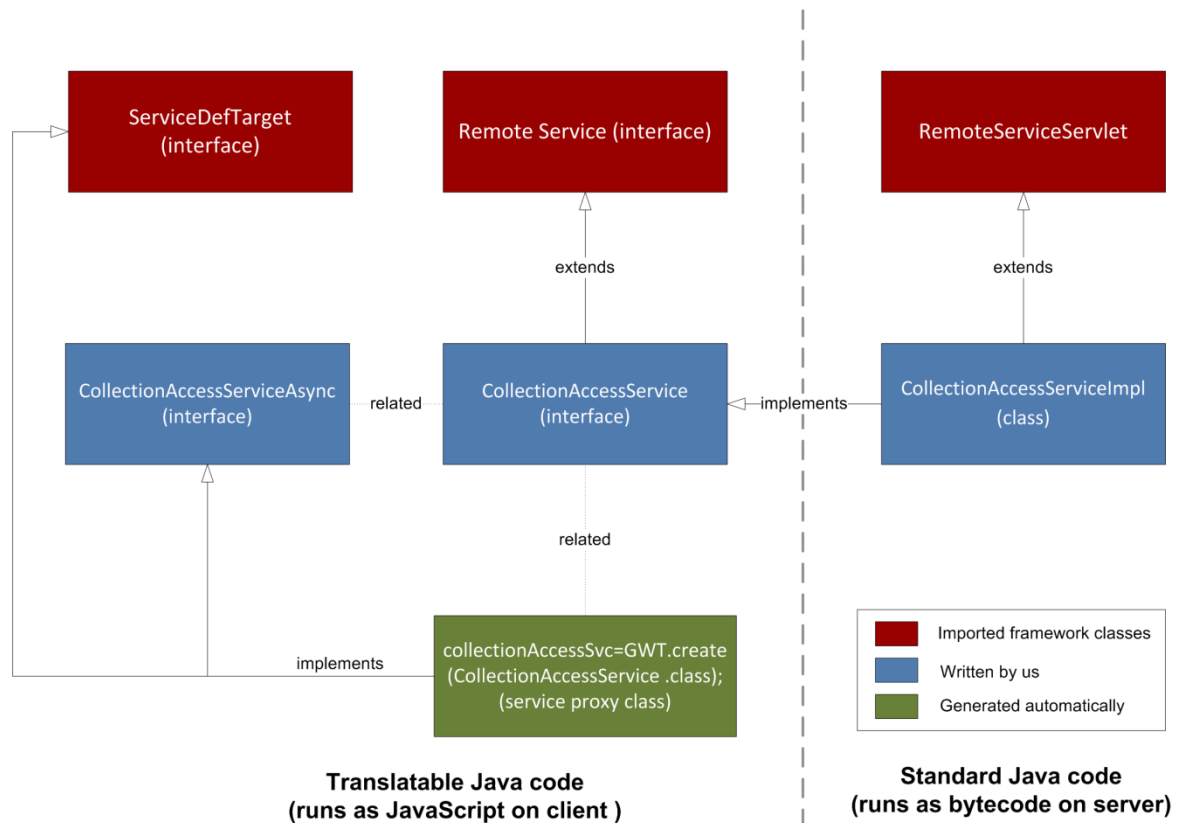 ServiceDefTarget
(interface)
Remote Service (interface)
RemoteServiceServlet
extends
extends
CollectionAccessServiceAsync
(interface)
related
CollectionAccessService
(interface)
implements
CollectionAccessServiceImpl
(class)
related
implements
collectionAccessSvc=GWT.create
(CollectionAccessService .class);
(service proxy class)
Imported framework classes
Written by us
Generated automatically
Translatable Java code
(runs as JavaScript on client )
Standard Java code
(runs as bytecode on server)